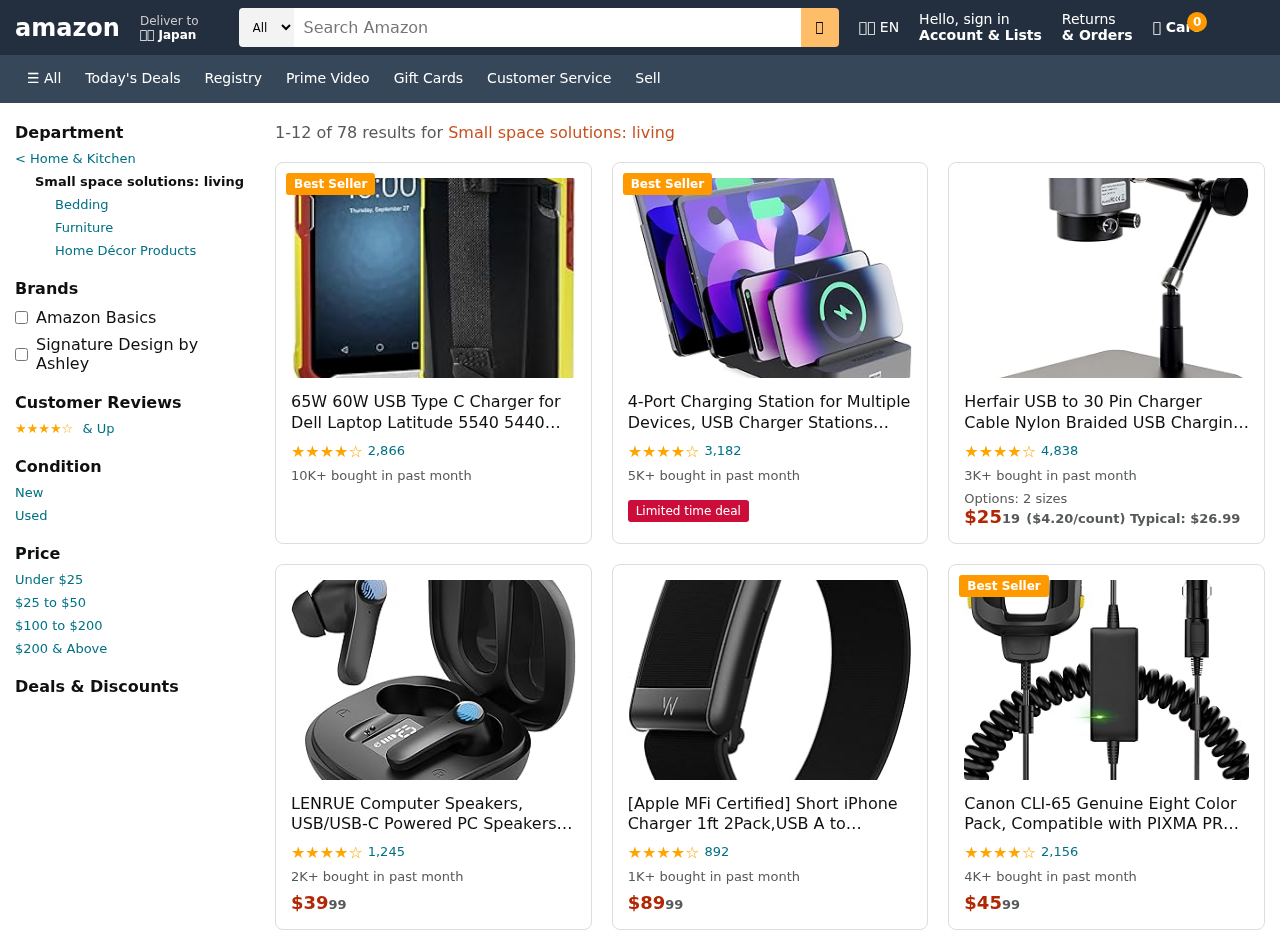 amazon
Deliver to
Japan
All
Search Amazon
EN
Hello, sign in
Account & Lists
Returns
& Orders
0
☰ All
Today's Deals
Registry
Prime Video
Gift Cards
Customer Service
Sell
Department
< Home & Kitchen
Small space solutions: living
Bedding
Furniture
Home Décor Products
Brands
Amazon Basics
Signature Design by
Ashley
Customer Reviews
★★★★☆ & Up
Condition
New
Used
Price
Under $25
$25 to $50
$100 to $200
$200 & Above
Deals & Discounts
1-12 of 78 results for Small space solutions: living
Best Seller
Thursday, September 27
65W 60W USB Type C Charger for
Dell Laptop Latitude 5540 5440…
★★★★☆ 2,866
10K+ bought in past month
Best Seller
4-Port Charging Station for Multiple
Devices, USB Charger Stations…
★★★★☆ 3,182
5K+ bought in past month
Limited time deal
Herfair USB to 30 Pin Charger
Cable Nylon Braided USB Chargin…
★★★★☆ 4,838
3K+ bought in past month
Options: 2 sizes
$25 19 ($4.20/count) Typical: $26.99
LENRUE Computer Speakers,
USB/USB-C Powered PC Speakers…
★★★★☆ 1,245
2K+ bought in past month
$39 99
W
[Apple MFi Certified] Short iPhone
Charger 1ft 2Pack,USB A to…
★★★★☆ 892
1K+ bought in past month
$89 99
Best Seller
Canon CLI-65 Genuine Eight Color
Pack, Compatible with PIXMA PR…
★★★★☆ 2,156
4K+ bought in past month
$45 99